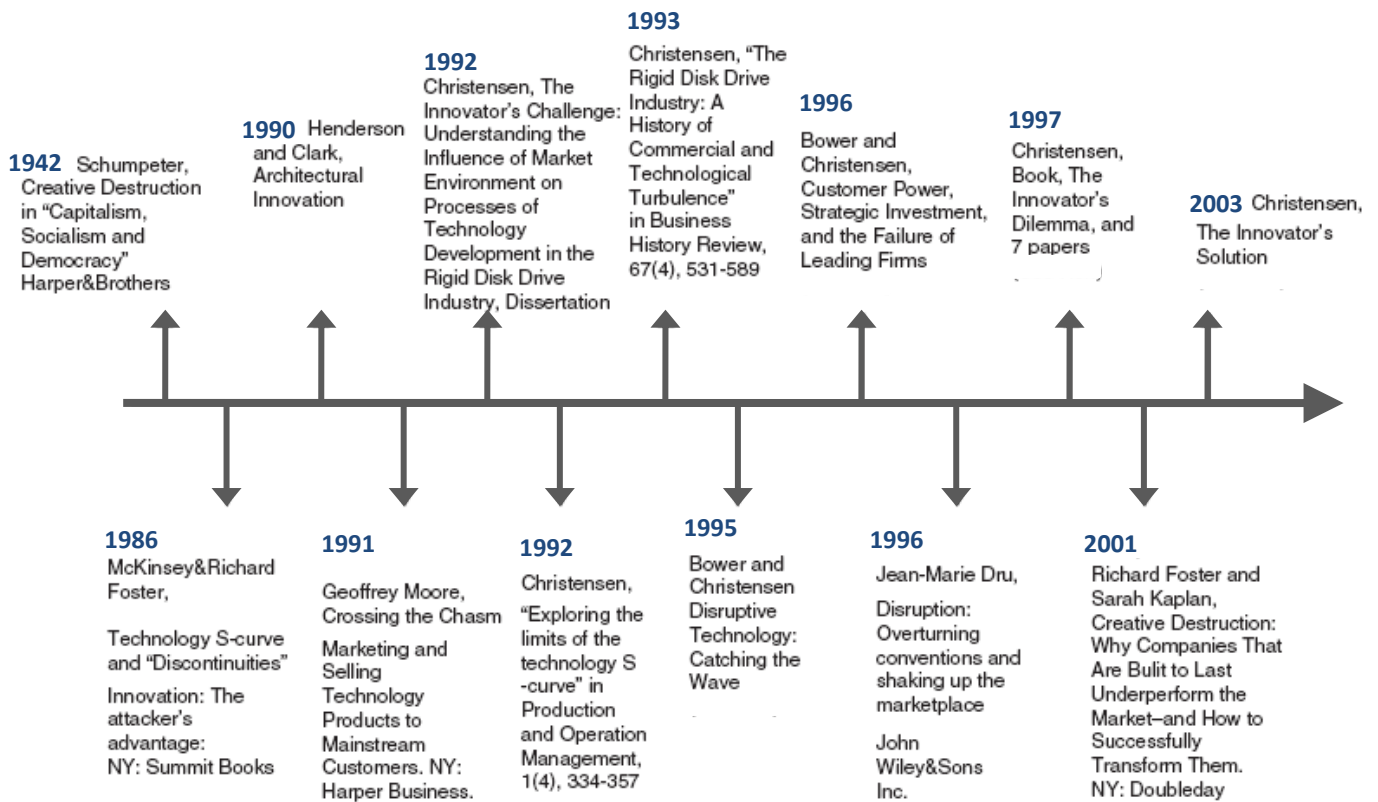 1942 Schumpeter,
Creative Destruction
in “Capitalism,
Socialism and
Democracy”
Harper&Brothers
1990 Henderson
and Clark,
Architectural
Innovation
1992
Christensen, The
Innovator’s Challenge:
Understanding the
Influence of Market
Environment on
Processes of
Technology
Development in the
Rigid Disk Drive
Industry, Dissertation
1993
Christensen, “The
Rigid Disk Drive
Industry: A
History of
Commercial and
Technological
Turbulence”
in Business
History Review,
67(4), 531-589
1996
Bower and
Christensen,
Customer Power,
Strategic Investment,
and the Failure of
Leading Firms
1997
Christensen,
Book, The
Innovator’s
Dilemma, and
7 papers
2003 Christensen,
The Innovator’s
Solution
1986
McKinsey&Richard
Foster,
Technology S-curve
and “Discontinuities”
Innovation: The
attacker’s
advantage:
NY: Summit Books
1991
Geoffrey Moore,
Crossing the Chasm
Marketing and
Selling
Technology
Products to
Mainstream
Customers. NY:
Harper Business.
1992
Christensen,
“Exploring the
limits of the
technology S
-curve” in
Production
and Operation
Management,
1(4), 334-357
1995
Bower and
Christensen
Disruptive
Technology:
Catching the
Wave
1996
Jean-Marie Dru,
Disruption:
Overturning
conventions and
shaking up the
marketplace
John
Wiley&Sons
Inc.
2001
Richard Foster and
Sarah Kaplan,
Creative Destruction:
Why Companies That
Are Bulit to Last
Underperform the
Market–and How to
Successfully
Transform Them.
NY: Doubleday